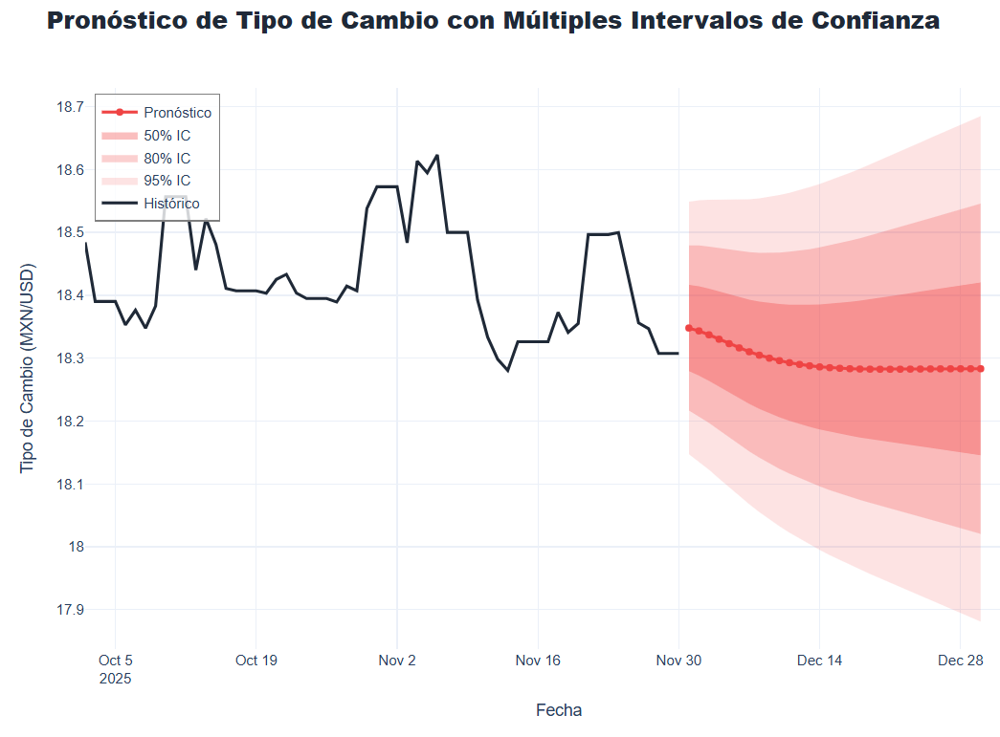 Pronóstico de Tipo de Cambio con Múltiples Intervalos de Confianza
Pronóstico
50% IC
80% IC
95% IC
Histórico
18.7
18.6
18.5
18.4
18.3
18.2
18.1
18
17.9
Tipo de Cambio (MXN/USD)
Oct 5
2025
Oct 19
Nov 2
Nov 16
Nov 30
Dec 14
Dec 28
Fecha